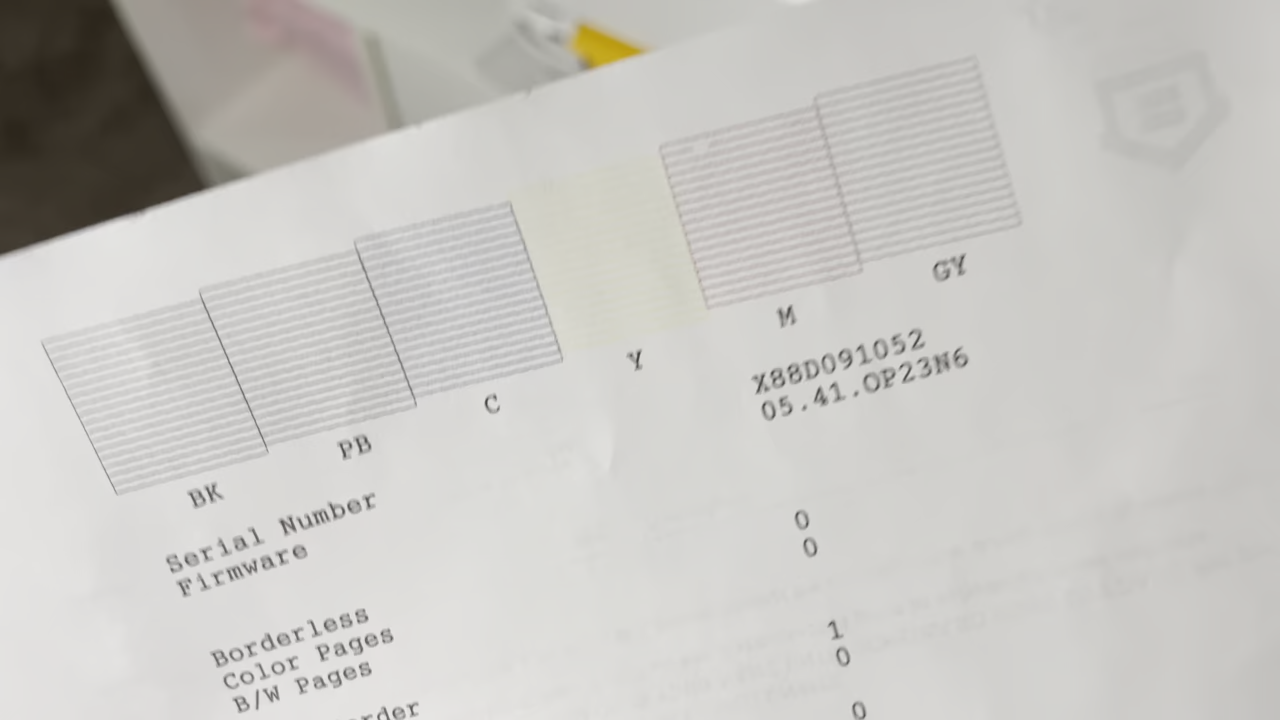 BK PB C Y M GY
Serial Number X88D091052
Firmware 05.41.OP23N6
Borderless
Color Pages 0
B/W Pages 0
rder
1
0
0